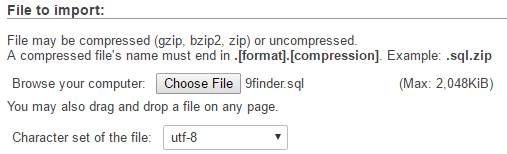 File to import:
File may be compressed (gzip, bzip2, zip) or uncompressed.
A compressed file's name must end in .[format].[compression]. Example: .sql.zip
Browse your computer: Choose File 9finder.sql (Max: 2,048KiB)
You may also drag and drop a file on any page.
Character set of the file: utf-8